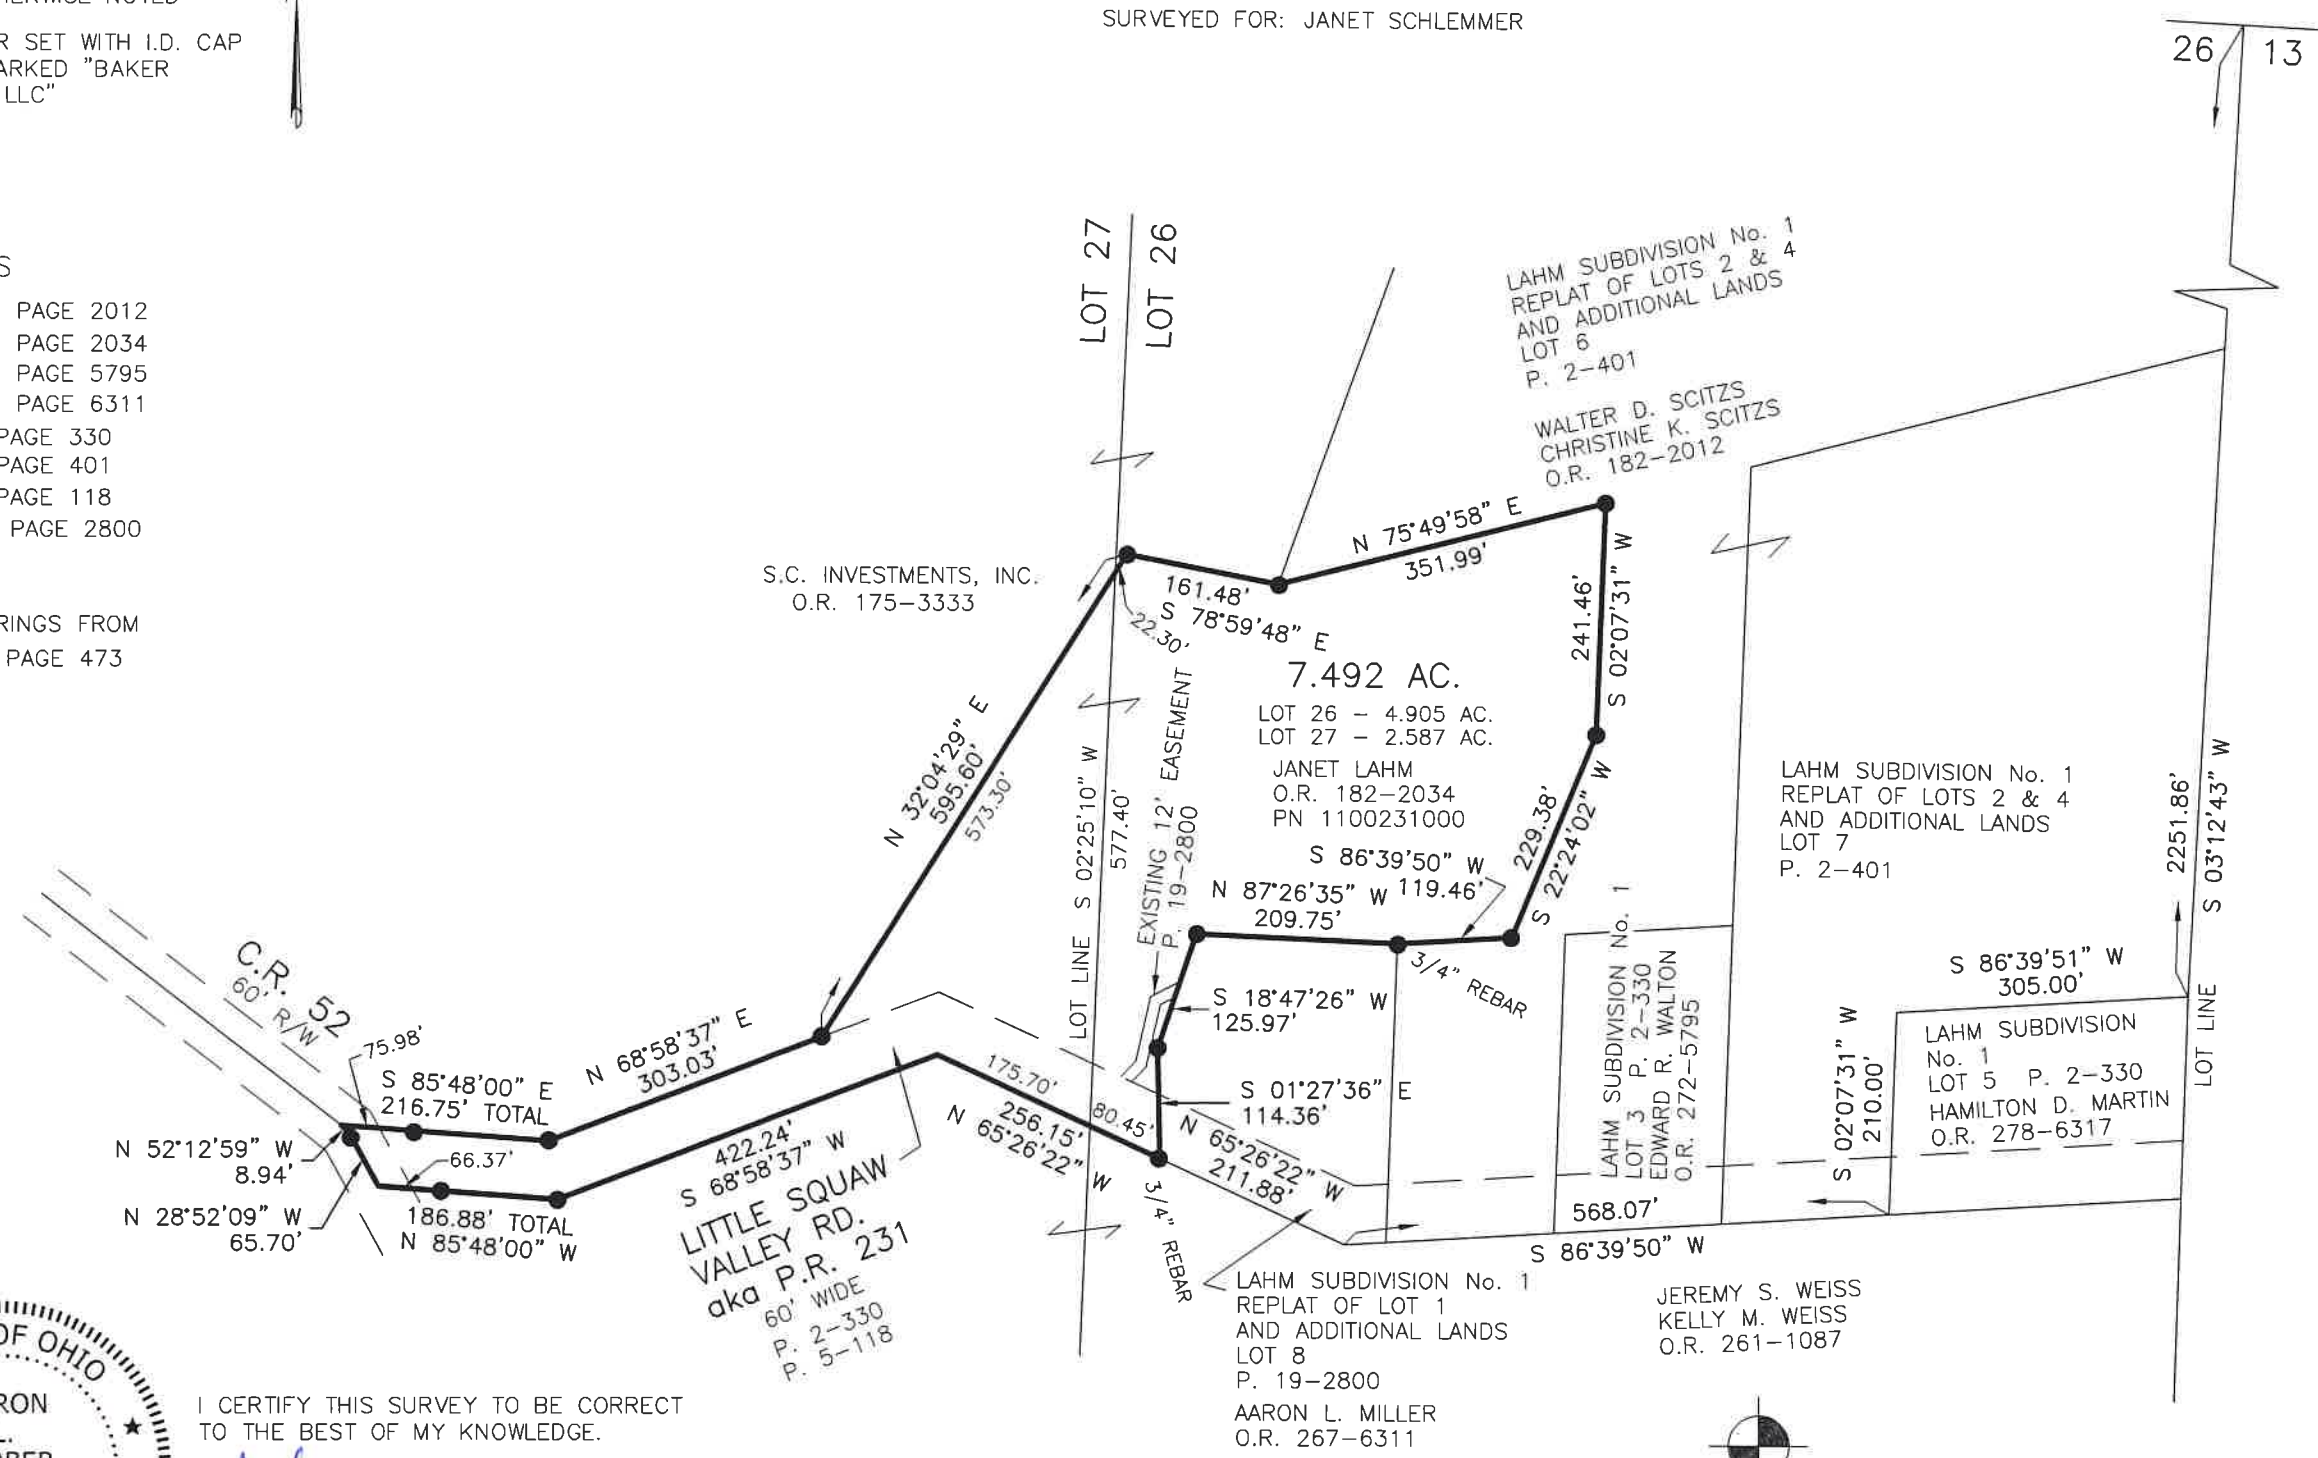 R SET WITH I.D. CAP
ARKED "BAKER
LLC"
S
PAGE 2012
PAGE 2034
PAGE 5795
PAGE 6311
PAGE 330
PAGE 401
PAGE 118
PAGE 2800
RINGS FROM
PAGE 473
SURVEYED FOR: JANET SCHLEMMER
26
13
LOT 27
LOT 26
LAHM SUBDIVISION No. 1
REPLAT OF LOTS 2 & 4
AND ADDITIONAL LANDS
LOT 6
P. 2-401
WALTER D. SCITZS
CHRISTINE K. SCITZS
O.R. 182-2012
S.C. INVESTMENTS, INC.
O.R. 175-3333
161.48'
S 78°59'48" E
22.30'
N 75°49'58" E
351.99'
241.46'
S 02°07'31" W
7.492 AC.
LOT 26 - 4.905 AC.
LOT 27 - 2.587 AC.
JANET LAHM
O.R. 182-2034
PN 1100231000
N 32°04'29" E
595.60'
573.30'
LOT LINE S 02°25'10" W
577.40'
EXISTING 12' EASEMENT
P. 19-2800
229.38'
S 22°24'02" W
S 86°39'50" W
119.46'
N 87°26'35" W
209.75'
3/4" REBAR
LAHM SUBDIVISION No. 1
REPLAT OF LOTS 2 & 4
AND ADDITIONAL LANDS
LOT 7
P. 2-401
2251.86'
LOT LINE S 03°12'43" W
S 86°39'51" W
305.00'
LAHM SUBDIVISION
No. 1
LOT 5 P. 2-330
HAMILTON D. MARTIN
O.R. 278-6317
S 02°07'31" W
210.00'
LAHM SUBDIVISION No. 1
LOT 3 P. 2-330
EDWARD R. WALTON
O.R. 272-5795
C.R. 52
60' R/W
75.98'
S 85°48'00" E
216.75' TOTAL
N 68°58'37" E
303.03'
S 18°47'26" W
125.97'
S 01°27'36" E
114.36'
175.70'
80.45'
256.15'
N 65°26'22" W
N 65°26'22" W
211.88'
N 52°12'59" W
8.94'
N 28°52'09" W
65.70'
66.37'
186.88' TOTAL
N 85°48'00" W
422.24'
S 68°58'37" W
LITTLE SQUAW
VALLEY RD.
aka P.R. 231
60' WIDE
P. 2-330
P. 5-118
3/4" REBAR
568.07'
S 86°39'50" W
LAHM SUBDIVISION No. 1
REPLAT OF LOT 1
AND ADDITIONAL LANDS
LOT 8
P. 19-2800
AARON L. MILLER
O.R. 267-6311
JEREMY S. WEISS
KELLY M. WEISS
O.R. 261-1087
OF OHIO
RON
I CERTIFY THIS SURVEY TO BE CORRECT
TO THE BEST OF MY KNOWLEDGE.